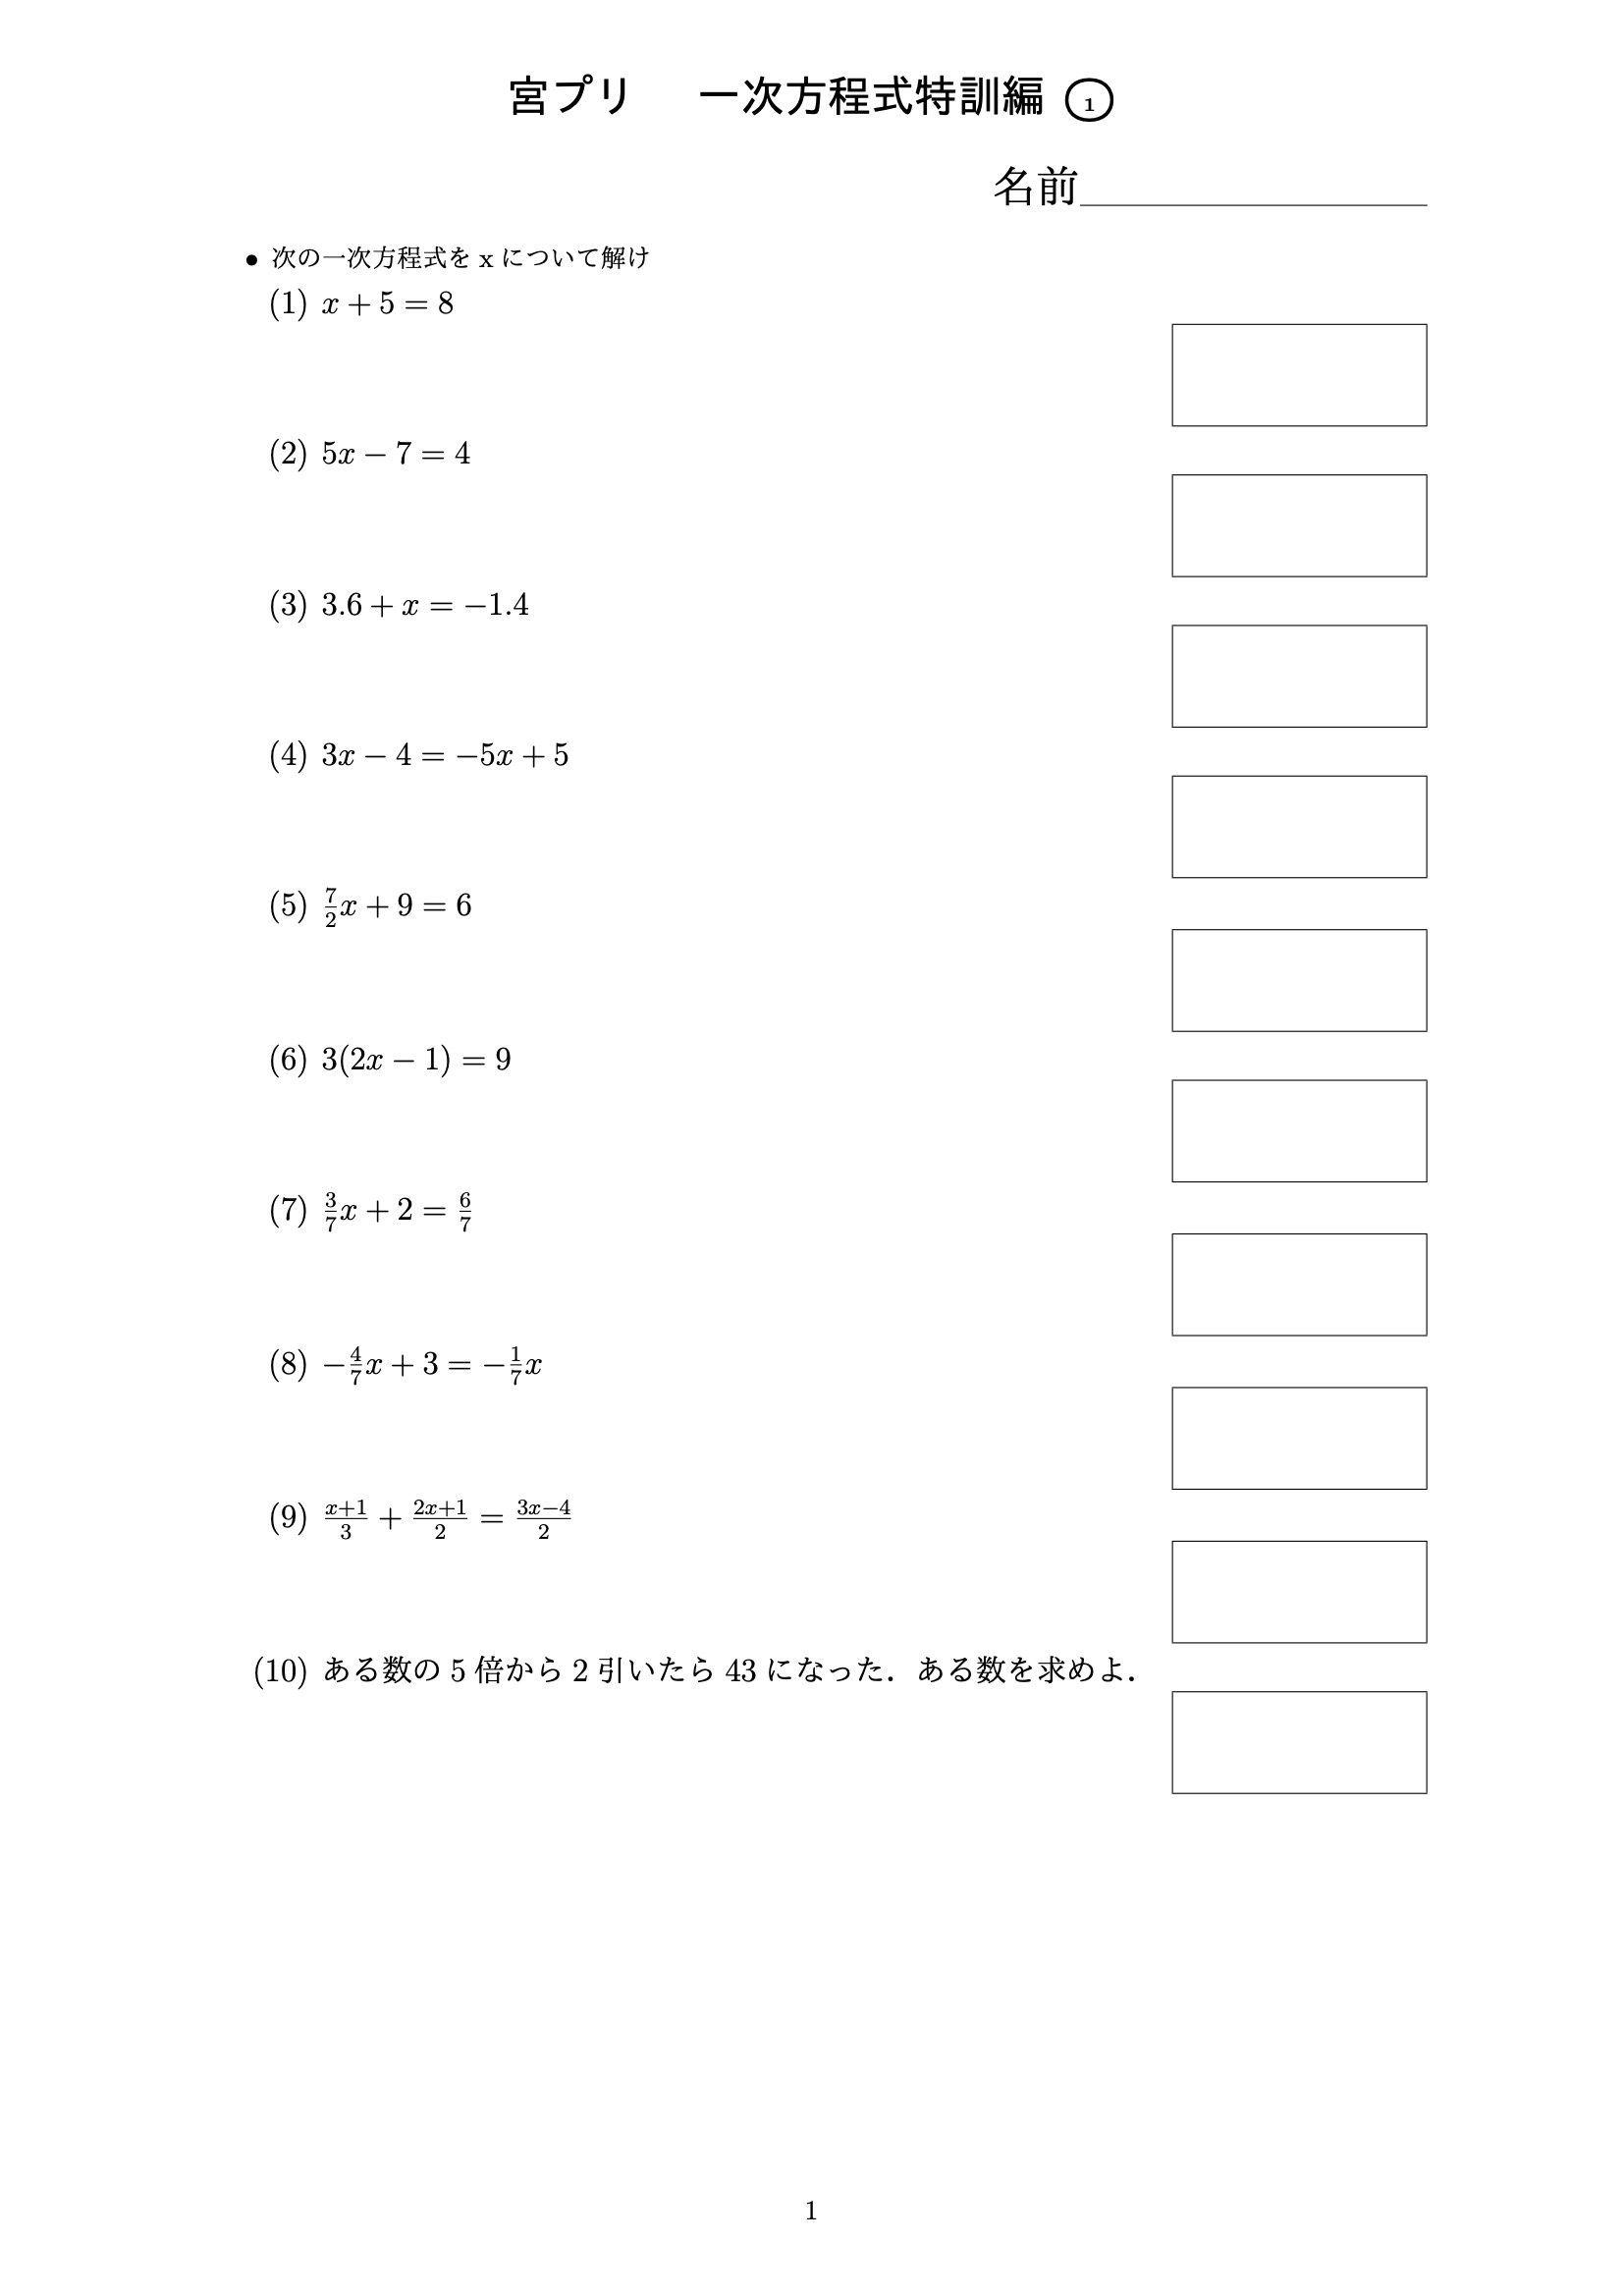 宮プリ 一次方程式特訓編 ①
名前
• 次の一次方程式を x について解け
(1) x + 5 = 8
(2) 5x − 7 = 4
(3) 3.6 + x = −1.4
(4) 3x − 4 = −5x + 5
(5) \frac{7}{2}x + 9 = 6
(6) 3(2x − 1) = 9
(7) \frac{3}{7}x + 2 = \frac{6}{7}
(8) −\frac{4}{7}x + 3 = −\frac{1}{7}x
(9) \frac{x+1}{3} + \frac{2x+1}{2} = \frac{3x−4}{2}
(10) ある数の 5 倍から 2 引いたら 43 になった．ある数を求めよ．
1